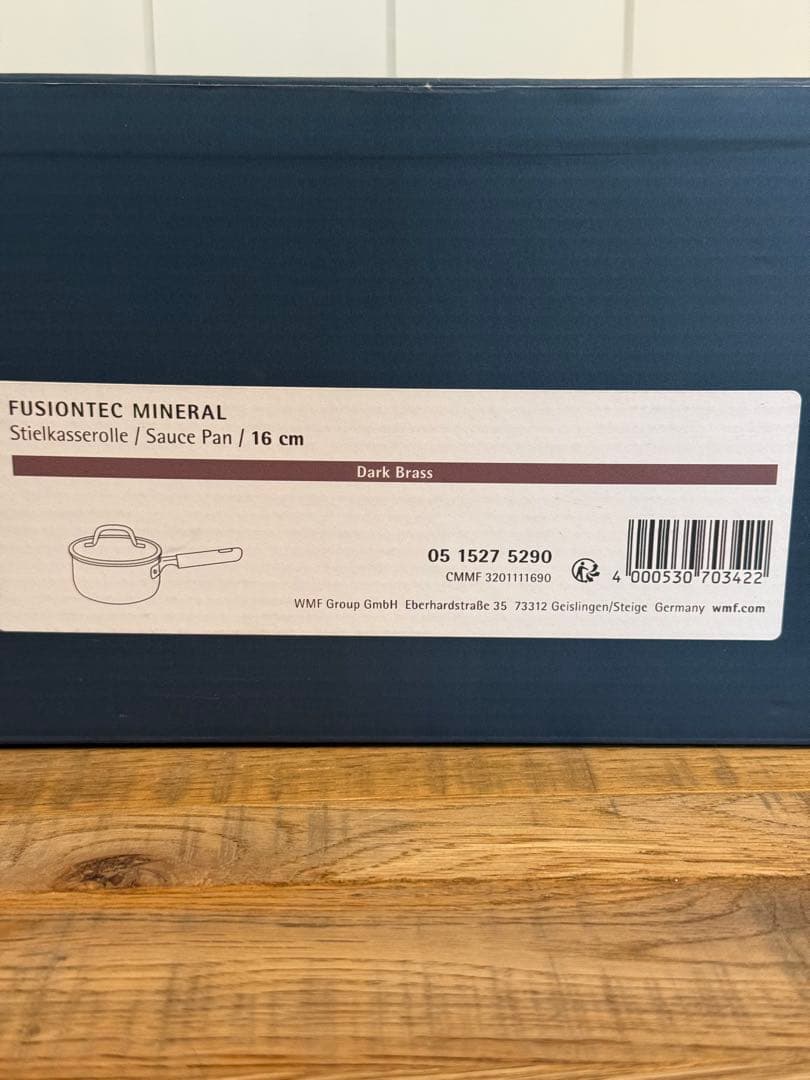 FUSIONTEC MINERAL
Stielkasserolle / Sauce Pan / 16 cm
Dark Brass
05 1527 5290
CMMF 3201111690
4 000530 703422
WMF Group GmbH Eberhardstraße 35 73312 Geislingen/Steige Germany wmf.com